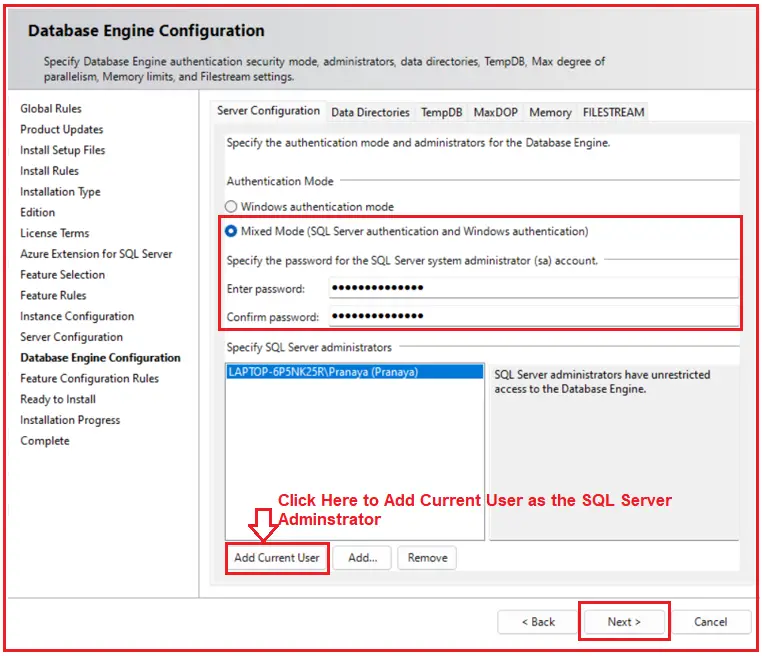 Database Engine Configuration
Specify Database Engine authentication security mode, administrators, data directories, TempDB, Max degree of
parallelism, Memory limits, and Filestream settings.
Global Rules
Product Updates
Install Setup Files
Install Rules
Installation Type
Edition
License Terms
Azure Extension for SQL Server
Feature Selection
Feature Rules
Instance Configuration
Server Configuration
Database Engine Configuration
Feature Configuration Rules
Ready to Install
Installation Progress
Complete
Server Configuration Data Directories TempDB MaxDOP Memory FILESTREAM
Specify the authentication mode and administrators for the Database Engine.
Authentication Mode
Windows authentication mode
Mixed Mode (SQL Server authentication and Windows authentication)
Specify the password for the SQL Server system administrator (sa) account.
Enter password: ●●●●●●●●●●●●●●
Confirm password: ●●●●●●●●●●●●●●
Specify SQL Server administrators
LAPTOP-6P5NK25R\Pranaya (Pranaya)
SQL Server administrators have unrestricted
access to the Database Engine.
Click Here to Add Current User as the SQL Server
Adminstrator
Add Current User Add... Remove
< Back Next > Cancel